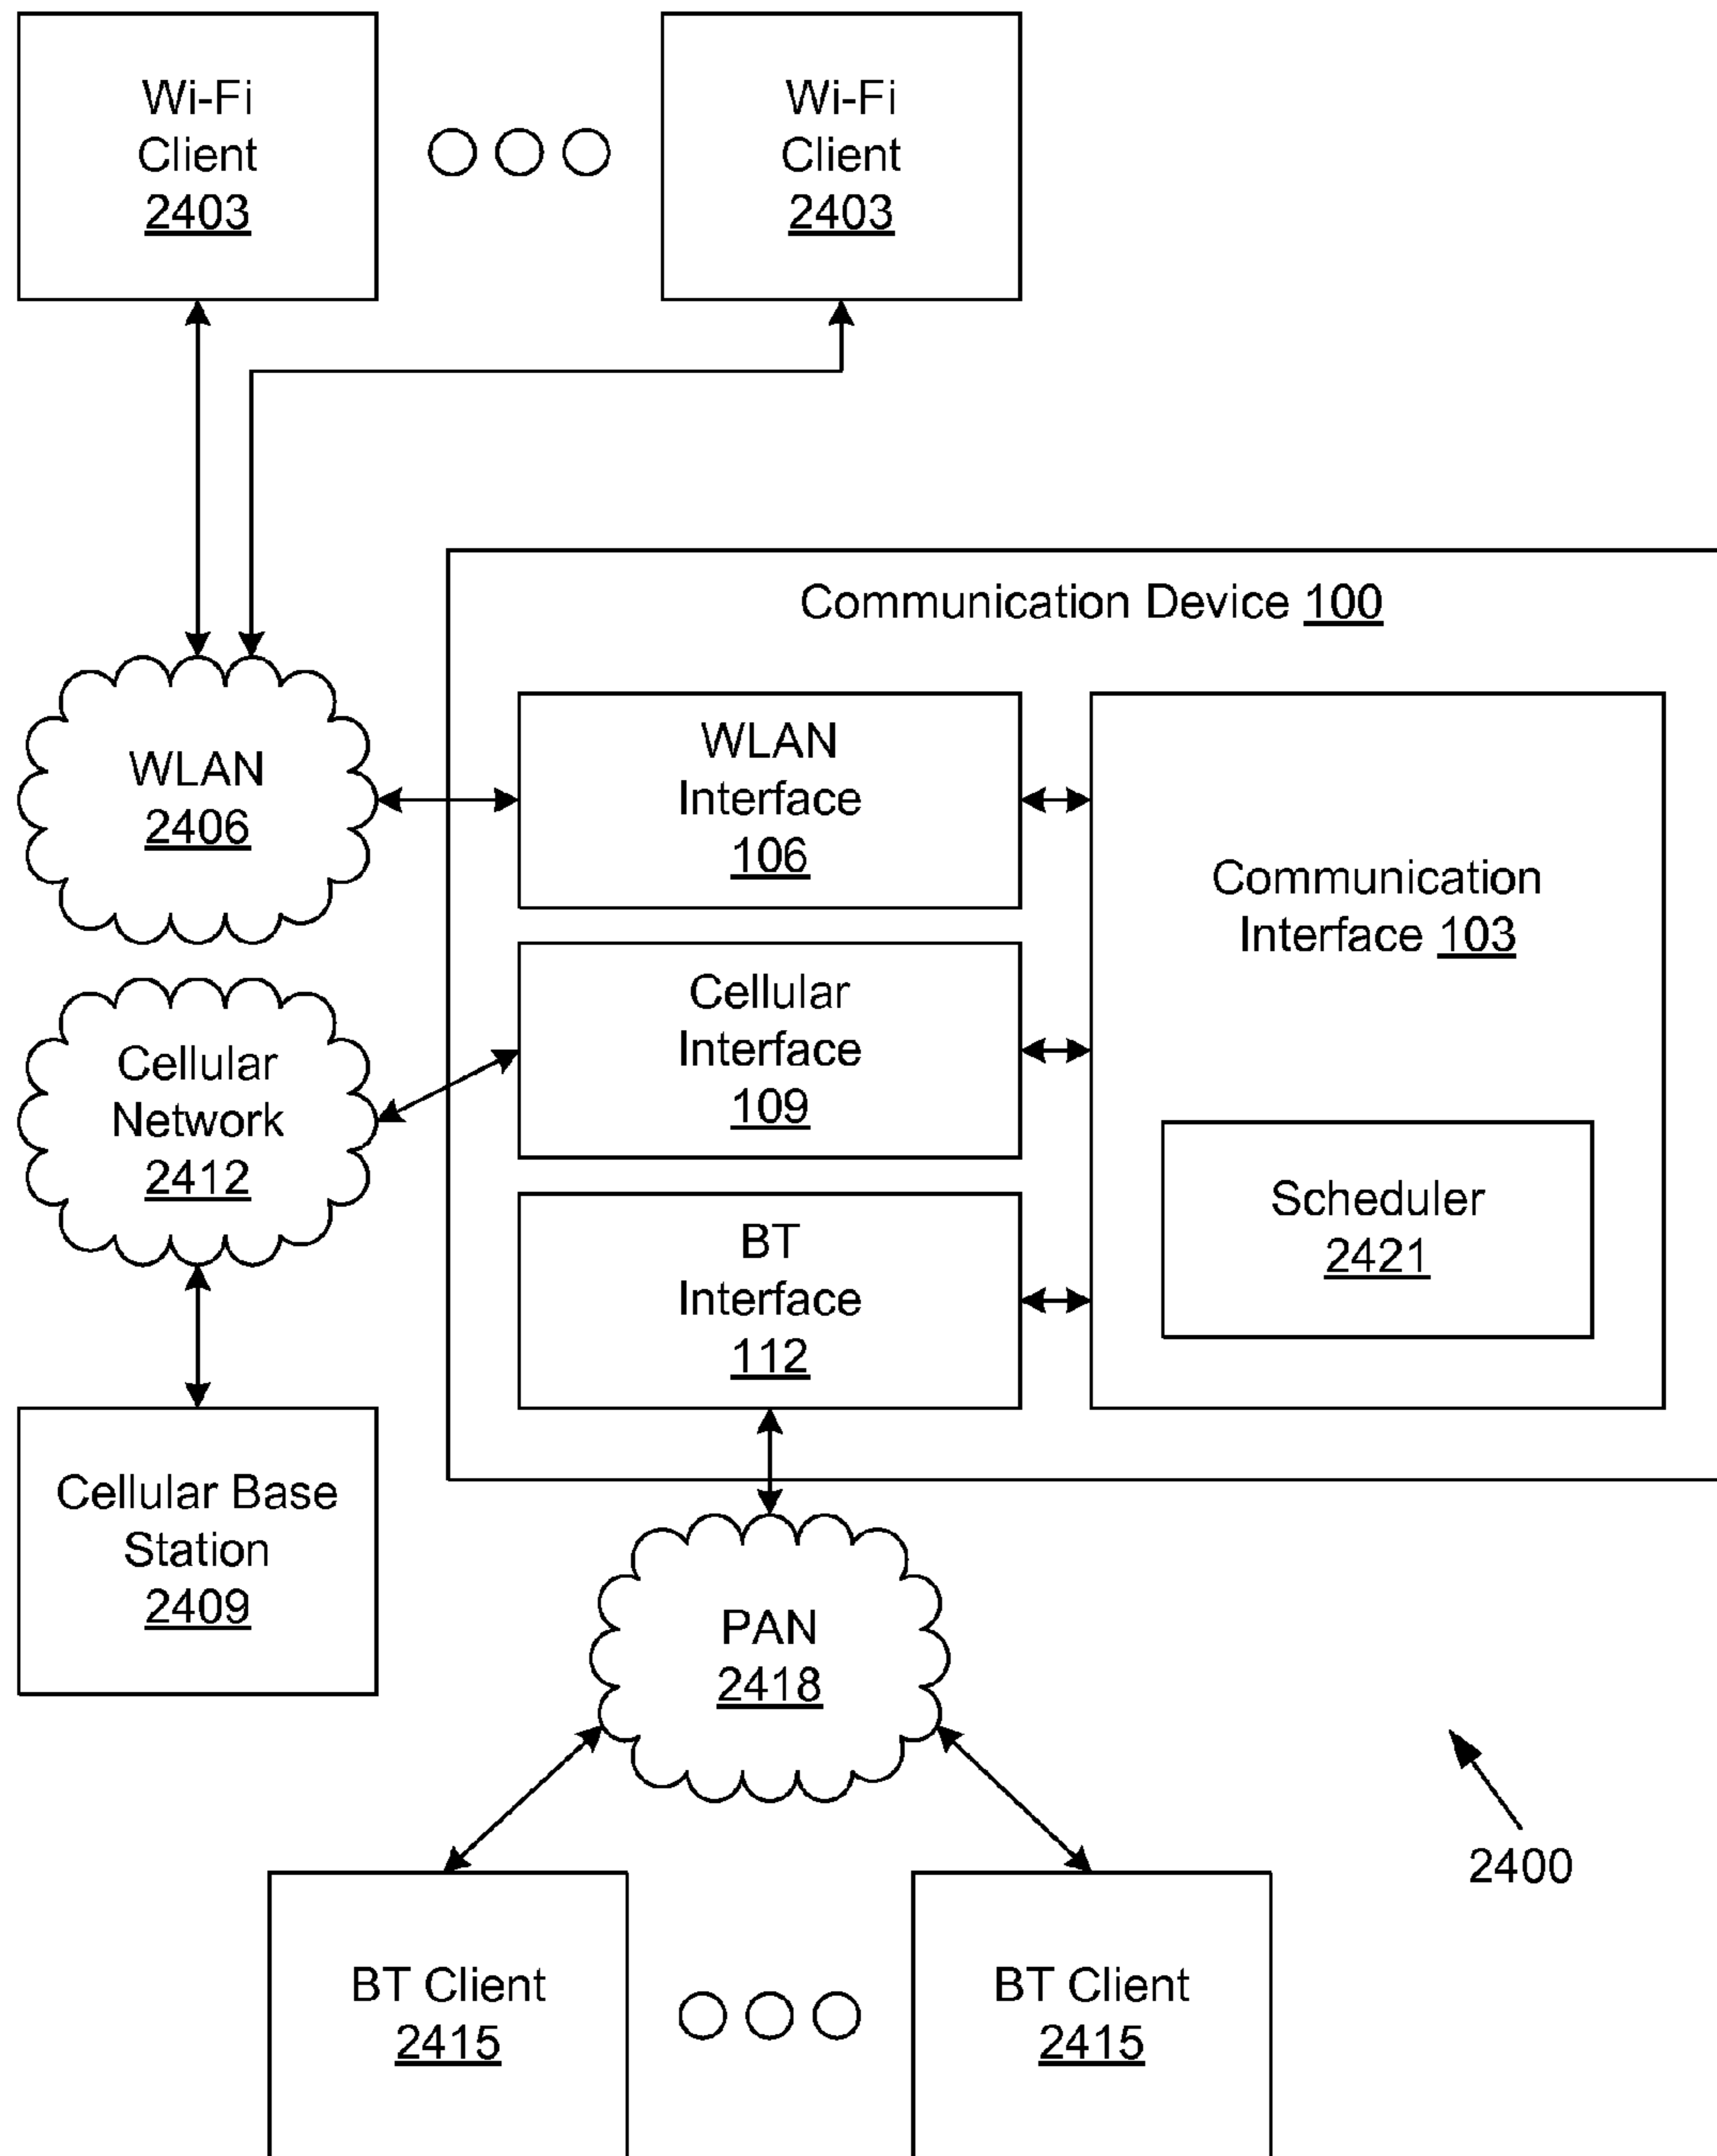 Wi-Fi
Client
2403
Wi-Fi
Client
2403
Communication Device 100
WLAN
2406
WLAN
Interface
106
Communication
Interface 103
Cellular
Network
2412
Cellular
Interface
109
Scheduler
2421
BT
Interface
112
Cellular Base
Station
2409
PAN
2418
2400
BT Client
2415
BT Client
2415